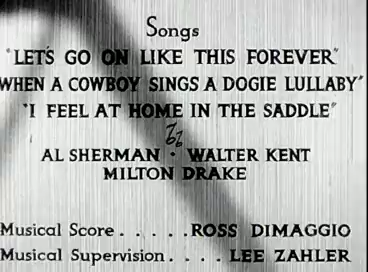 Songs
"LET'S GO ON LIKE THIS FOREVER"
WHEN A COWBOY SINGS A DOGIE LULLABY"
"I FEEL AT HOME IN THE SADDLE"
by
AL SHERMAN • WALTER KENT
MILTON DRAKE
Musical Score . . . . . ROSS DIMAGGIO
Musical Supervision . . . . LEE ZAHLER